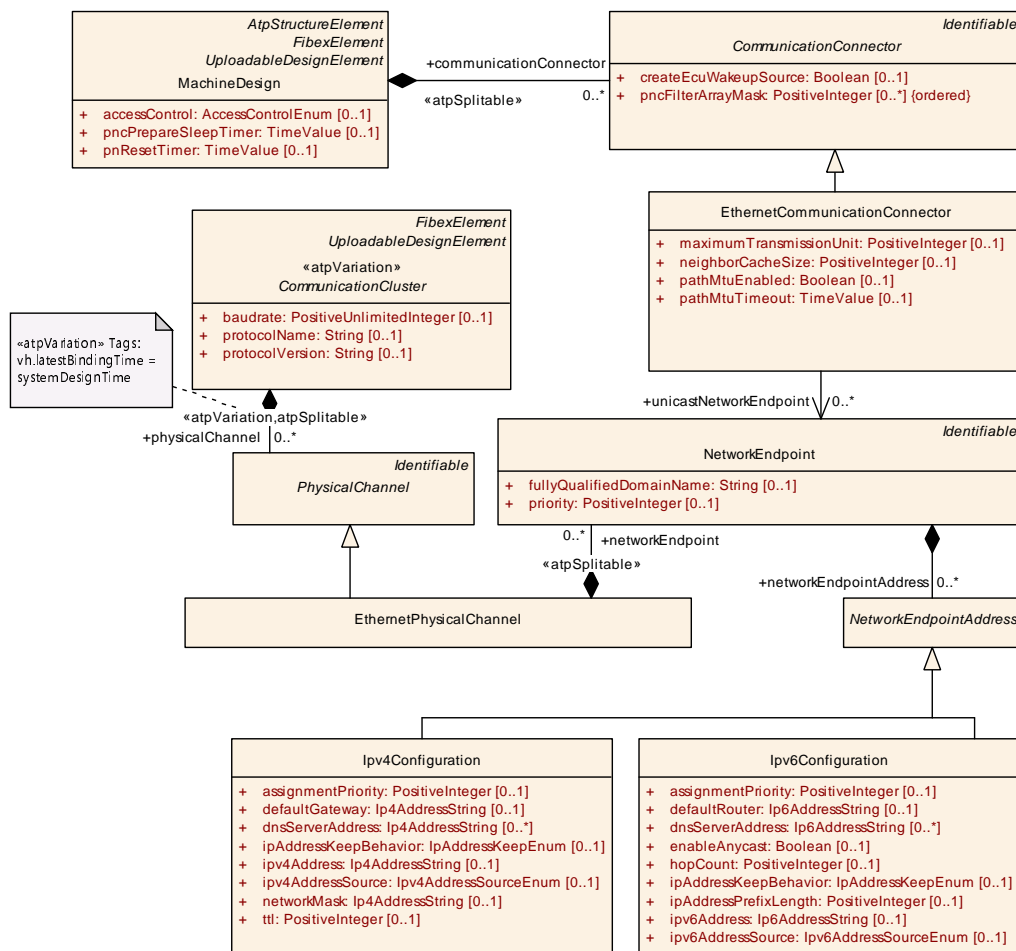 AtpStructureElement
FibexElement
UploadableDesignElement
MachineDesign
+ accessControl: AccessControlEnum [0..1]
+ pncPrepareSleepTimer: TimeValue [0..1]
+ pnResetTimer: TimeValue [0..1]
+communicationConnector
«atpSplitable»
0..*
Identifiable
CommunicationConnector
+ createEcuWakeupSource: Boolean [0..1]
+ pncFilterArrayMask: PositiveInteger [0..*] {ordered}
EthernetCommunicationConnector
+ maximumTransmissionUnit: PositiveInteger [0..1]
+ neighborCacheSize: PositiveInteger [0..1]
+ pathMtuEnabled: Boolean [0..1]
+ pathMtuTimeout: TimeValue [0..1]
FibexElement
UploadableDesignElement
«atpVariation»
CommunicationCluster
+ baudrate: PositiveUnlimitedInteger [0..1]
+ protocolName: String [0..1]
+ protocolVersion: String [0..1]
«atpVariation» Tags:
vh.latestBindingTime =
systemDesignTime
«atpVariation,atpSplitable»
+physicalChannel
0..*
+unicastNetworkEndpoint
0..*
Identifiable
PhysicalChannel
Identifiable
NetworkEndpoint
+ fullyQualifiedDomainName: String [0..1]
+ priority: PositiveInteger [0..1]
0..*
+networkEndpoint
«atpSplitable»
+networkEndpointAddress
0..*
EthernetPhysicalChannel
NetworkEndpointAddress
Ipv4Configuration
+ assignmentPriority: PositiveInteger [0..1]
+ defaultGateway: Ip4AddressString [0..1]
+ dnsServerAddress: Ip4AddressString [0..*]
+ ipAddressKeepBehavior: IpAddressKeepEnum [0..1]
+ ipv4Address: Ip4AddressString [0..1]
+ ipv4AddressSource: Ipv4AddressSourceEnum [0..1]
+ networkMask: Ip4AddressString [0..1]
+ ttl: PositiveInteger [0..1]
Ipv6Configuration
+ assignmentPriority: PositiveInteger [0..1]
+ defaultRouter: Ip6AddressString [0..1]
+ dnsServerAddress: Ip6AddressString [0..*]
+ enableAnycast: Boolean [0..1]
+ hopCount: PositiveInteger [0..1]
+ ipAddressKeepBehavior: IpAddressKeepEnum [0..1]
+ ipAddressPrefixLength: PositiveInteger [0..1]
+ ipv6Address: Ip6AddressString [0..1]
+ ipv6AddressSource: Ipv6AddressSourceEnum [0..1]